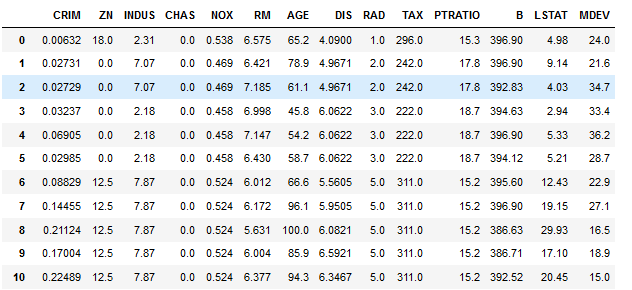 CRIM ZN INDUS CHAS NOX RM AGE DIS RAD TAX PTRATIO B LSTAT MDEV
0 0.00632 18.0 2.31 0.0 0.538 6.575 65.2 4.0900 1.0 296.0 15.3 396.90 4.98 24.0
1 0.02731 0.0 7.07 0.0 0.469 6.421 78.9 4.9671 2.0 242.0 17.8 396.90 9.14 21.6
2 0.02729 0.0 7.07 0.0 0.469 7.185 61.1 4.9671 2.0 242.0 17.8 392.83 4.03 34.7
3 0.03237 0.0 2.18 0.0 0.458 6.998 45.8 6.0622 3.0 222.0 18.7 394.63 2.94 33.4
4 0.06905 0.0 2.18 0.0 0.458 7.147 54.2 6.0622 3.0 222.0 18.7 396.90 5.33 36.2
5 0.02985 0.0 2.18 0.0 0.458 6.430 58.7 6.0622 3.0 222.0 18.7 394.12 5.21 28.7
6 0.08829 12.5 7.87 0.0 0.524 6.012 66.6 5.5605 5.0 311.0 15.2 395.60 12.43 22.9
7 0.14455 12.5 7.87 0.0 0.524 6.172 96.1 5.9505 5.0 311.0 15.2 396.90 19.15 27.1
8 0.21124 12.5 7.87 0.0 0.524 5.631 100.0 6.0821 5.0 311.0 15.2 386.63 29.93 16.5
9 0.17004 12.5 7.87 0.0 0.524 6.004 85.9 6.5921 5.0 311.0 15.2 386.71 17.10 18.9
10 0.22489 12.5 7.87 0.0 0.524 6.377 94.3 6.3467 5.0 311.0 15.2 392.52 20.45 15.0